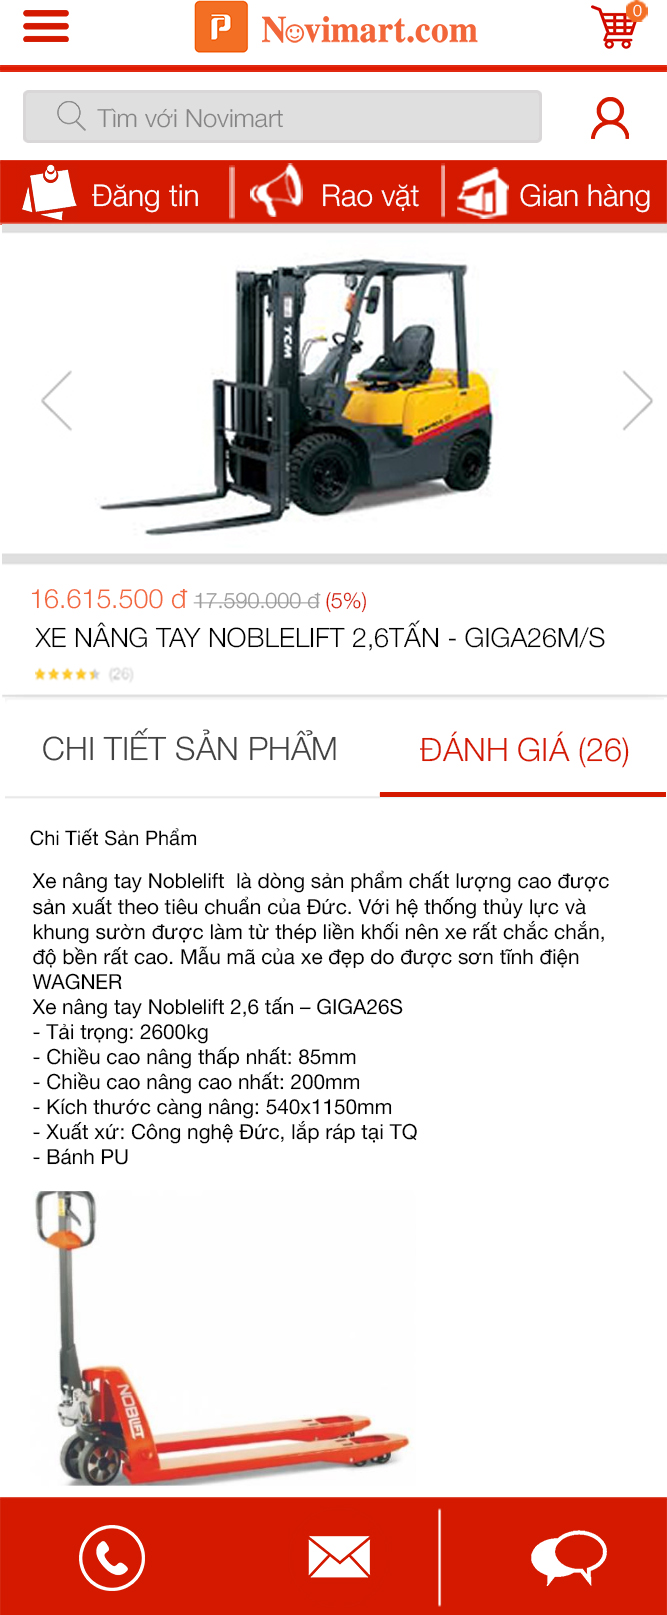 0
P Novimart.com
Tìm với Novimart
Đăng tin
Rao vặt
Gian hàng
TCM
16.615.500 đ 17.590.000 đ (5%)
XE NÂNG TAY NOBLELIFT 2,6TẤN - GIGA26M/S
(26)
CHI TIẾT SẢN PHẨM
ĐÁNH GIÁ (26)
Chi Tiết Sản Phẩm
Xe nâng tay Noblelift là dòng sản phẩm chất lượng cao được
sản xuất theo tiêu chuẩn của Đức. Với hệ thống thủy lực và
khung sườn được làm từ thép liền khối nên xe rất chắc chắn,
độ bền rất cao. Mẫu mã của xe đẹp do được sơn tĩnh điện
WAGNER
Xe nâng tay Noblelift 2,6 tấn – GIGA26S
- Tải trọng: 2600kg
- Chiều cao nâng thấp nhất: 85mm
- Chiều cao nâng cao nhất: 200mm
- Kích thước càng nâng: 540x1150mm
- Xuất xứ: Công nghệ Đức, lắp ráp tại TQ
- Bánh PU
NOBLIFT